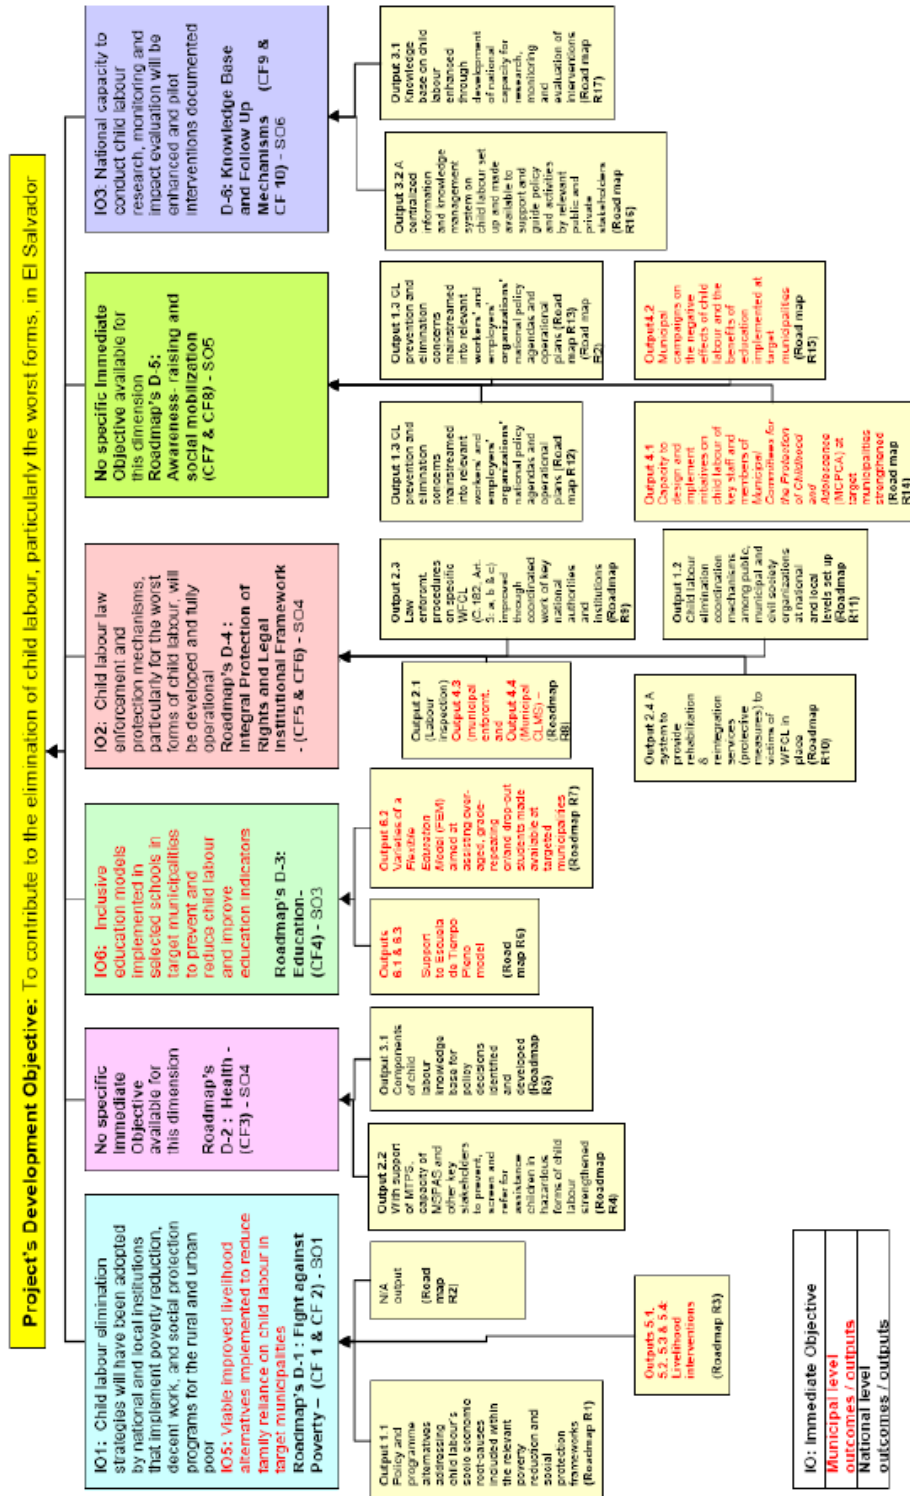 Project's Development Objective: To contribute to the elimination of child labour, particularly the worst forms, in El Salvador
IO1: Child labour elimination
strategies will have been adopted
by national and local institutions
that implement poverty reduction,
decent work, and social protection
programs for the rural and urban
poor
IO5: Viable improved livelihood
alternatives implemented to reduce
family reliance on child labour in
target municipalities
Roadmap's D-1 : Fight against
Poverty – (CF 1 & CF 2) - SO1
No specific
Immediate
Objective
available for
this dimension
Roadmap's
D-2 : Health -
(CF3) – SO4
IO6: Inclusive
education models
implemented in
selected schools in
target municipalities
to prevent and
reduce child labour
and improve
education indicators
Roadmap's D-3:
Education-
(CF4) - SO3
IO2: Child labour law
enforcement and
protection mechanisms,
particularly for the worst
forms of child labour, will
be developed and fully
operational
Roadmap's D-4 :
Integral Protection of
Rights and Legal
Institutional Framework
- (CF5 & CF6) – SO4
No specific Immediate
Objective available for
this dimension
Roadmap's D-5:
Awareness- raising and
social mobilization
(CF7 & CF8) - SO5
IO3: National capacity to
conduct child labour
research, monitoring and
impact evaluation will be
enhanced and pilot
interventions documented
D-6: Knowledge Base
and Follow Up
Mechanisms (CF9 &
CF 10) - SO6
Output 1.1
Policy and
programme
alternatives
addressing
child labour's
socio economic
root-causes
included within
the relevant
poverty
reduction and
social
protection
frameworks
(Roadmap R1)
N/A
output
(Road
map
R2)
Outputs 5.1,
5.2, 5.3 & 5.4:
Livelihood
interventions
(Roadmap R3)
Output 2.2
With support
of MTPS,
capacity of
MSPAS and
other key
stakeholders
to prevent,
screen and
refer for
assistance
children in
hazardous
forms of child
labour
strengthened
(Roadmap
R4)
Output 3.1
Components
of child
labour
knowledge
base for
policy
decisions
identified
and
developed
(Roadmap
R5)
Outputs
6.1 & 6.3
Support
to Escuela
de Tiempo
Pleno
model
(Road
map R6)
Output 6.2
Varieties of a
Flexible
Education
Model (FEM)
aimed at
assisting over-
aged, grade-
repeating
or/and drop-out
students made
available at
targeted
municipalities
(Roadmap R7)
Output 2.1
(Labour
inspection)
Output 4.3
(municipal
enforcmt.
and
Output 4.4
(Municipal
CLMS) –
(Roadmap
R8)
Output 2.3
Law
enforcmt.
procedures
on specific
WFCL
(C. 182, Art.
3: a, b & c)
improved
through
coordinated
work of key
national
authorities
and
institutions
(Roadmap
R9)
Output 2.4 A
system to
provide
rehabilitation
& reintegration
services
(protective
measures) to
victims of
WFCL in
place
(Roadmap
R10)
Output 1.2
Child labour
elimination
coordination
mechanisms
among public,
municipal and
civil society
organizations
at national
and local
levels set up
(Roadmap
R11)
Output 1.3 CL
prevention and
elimination
concerns
mainstreamed
into relevant
workers' and
employers'
organizations'
national policy
agendas and
operational
plans (Road
map R12)
Output 1.3 CL
prevention and
elimination
concerns
mainstreamed
into relevant
workers' and
employers'
organizations'
national policy
agendas and
operational
plans (Road
map R13)
(Road map
R2)
Output 4.1
Capacity to
design and
implement
initiatives on
child labour of
key staff and
members of
Municipal
Committees for
the Protection
of Childhood
and
Adolescence
(MCPCA) at
target
municipalities
strengthened
(Road map
R14)
Output4.2
Municipal
campaigns on
the negative
effects of child
labour and the
benefits of
education
implemented at
target
municipalities
(Road map
R15)
Output 3.2 A
centralized
information
and knowledge
management
system on
child labour set
up and made
available to
support and
guide policy
and activities
by relevant
public and
private
stakeholders
(Road map
R16)
Output 3.1
Knowledge
base on child
labour
enhanced
through
development
of national
capacity for
research,
monitoring
and
evaluation of
interventions
(Road map
R17)
IO: Immediate Objective
Municipal level
outcomes / outputs
National level
outcomes / outputs